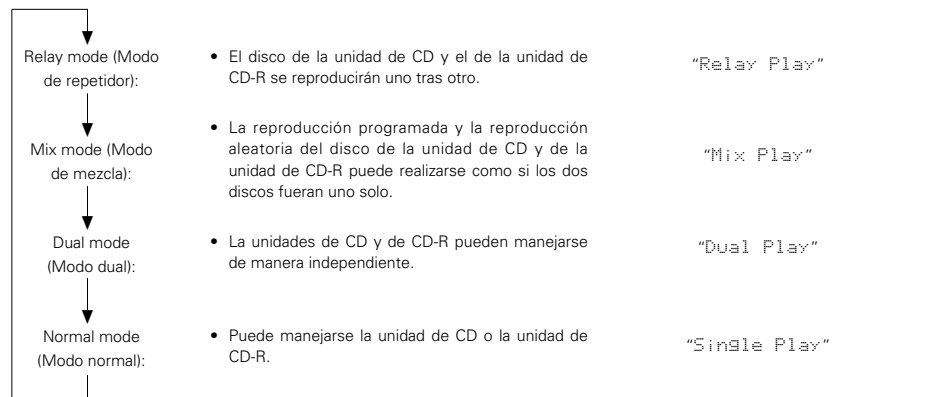 Relay mode (Modo
de repetidor):
• El disco de la unidad de CD y el de la unidad de
CD-R se reproducirán uno tras otro.
“Relay Play”
Mix mode (Modo
de mezcla):
• La reproducción programada y la reproducción
aleatoria del disco de la unidad de CD y de la
unidad de CD-R puede realizarse como si los dos
discos fueran uno solo.
“Mix Play”
Dual mode
(Modo dual):
• La unidades de CD y de CD-R pueden manejarse
de manera independiente.
“Dual Play”
Normal mode
(Modo normal):
• Puede manejarse la unidad de CD o la unidad de
CD-R.
“Single Play”